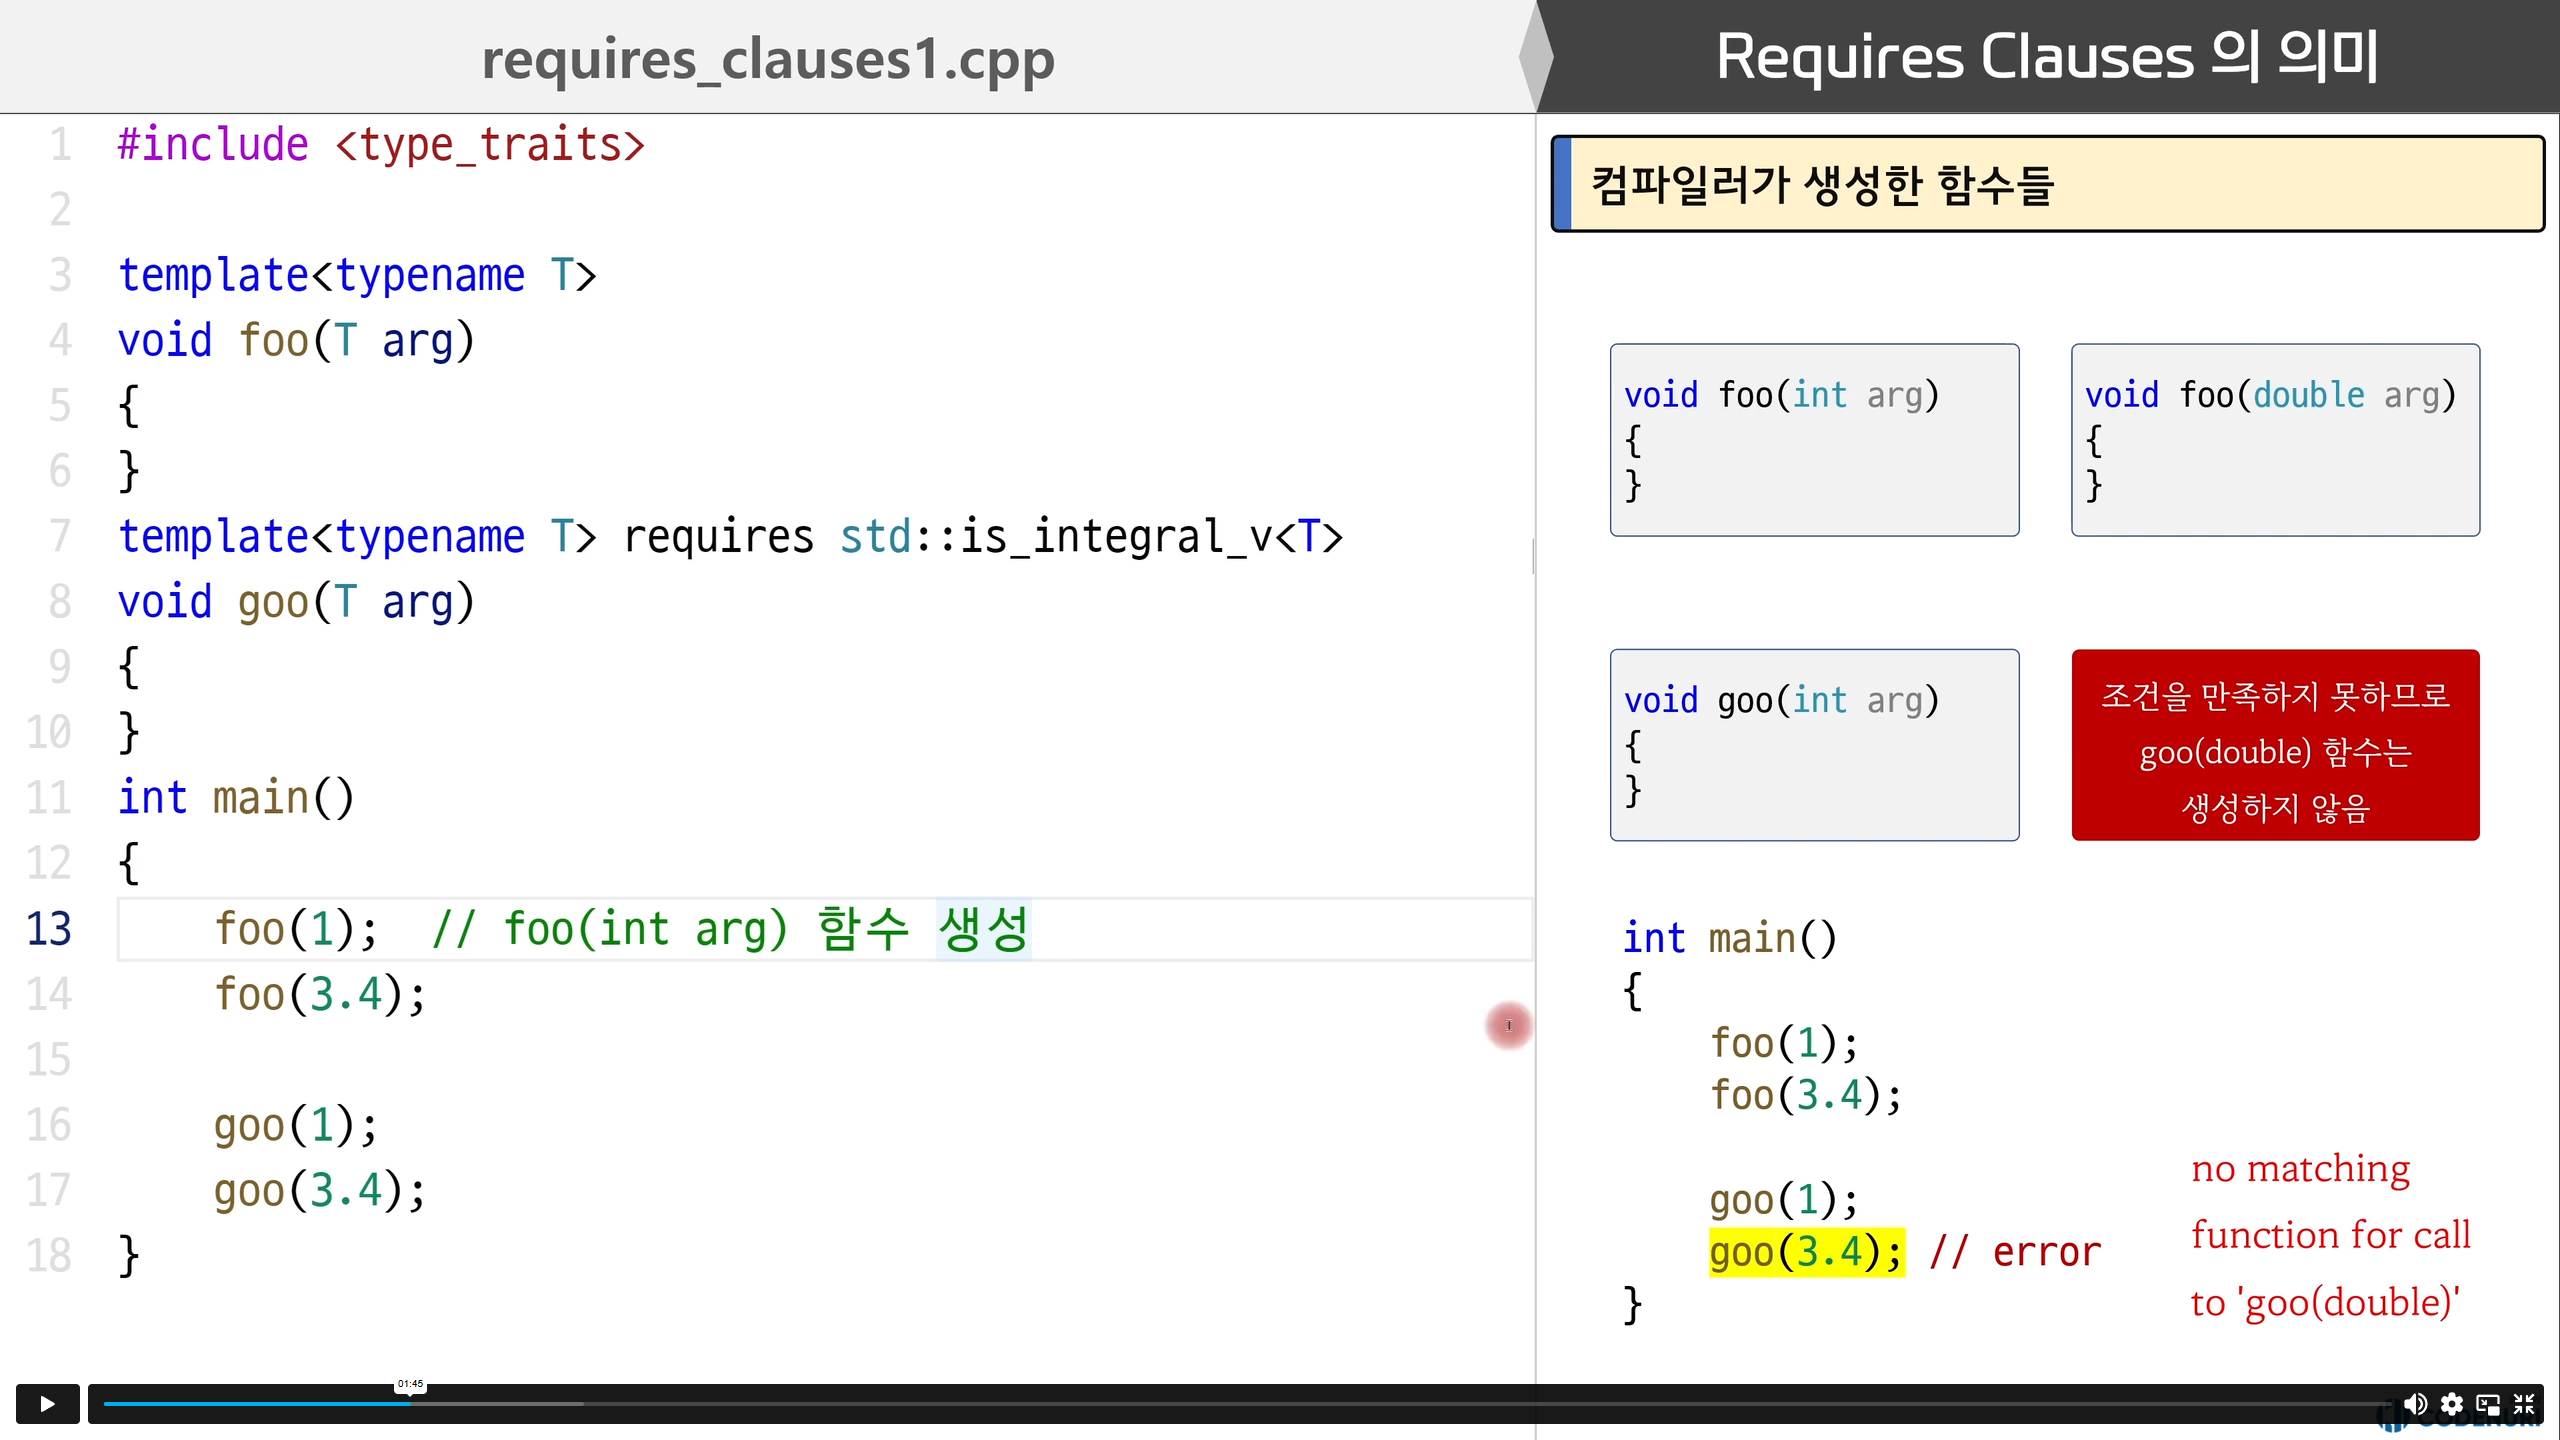 requires_clauses1.cpp
1 #include <type_traits>
2
3 template<typename T>
4 void foo(T arg)
5 {
6 }
7 template<typename T> requires std::is_integral_v<T>
8 void goo(T arg)
9 {
10 }
11 int main()
12 {
13 foo(1); // foo(int arg) 함수 생성
14 foo(3.4);
15
16 goo(1);
17 goo(3.4);
18 }
Requires Clauses 의 의미
컴파일러가 생성한 함수들
void foo(int arg)
{
}
void foo(double arg)
{
}
void goo(int arg)
{
}
조건을 만족하지 못하므로
goo(double) 함수는
생성하지 않음
int main()
{
foo(1);
foo(3.4);
goo(1);
goo(3.4); // error
}
no matching
function for call
to 'goo(double)'
01:45
CODENURI